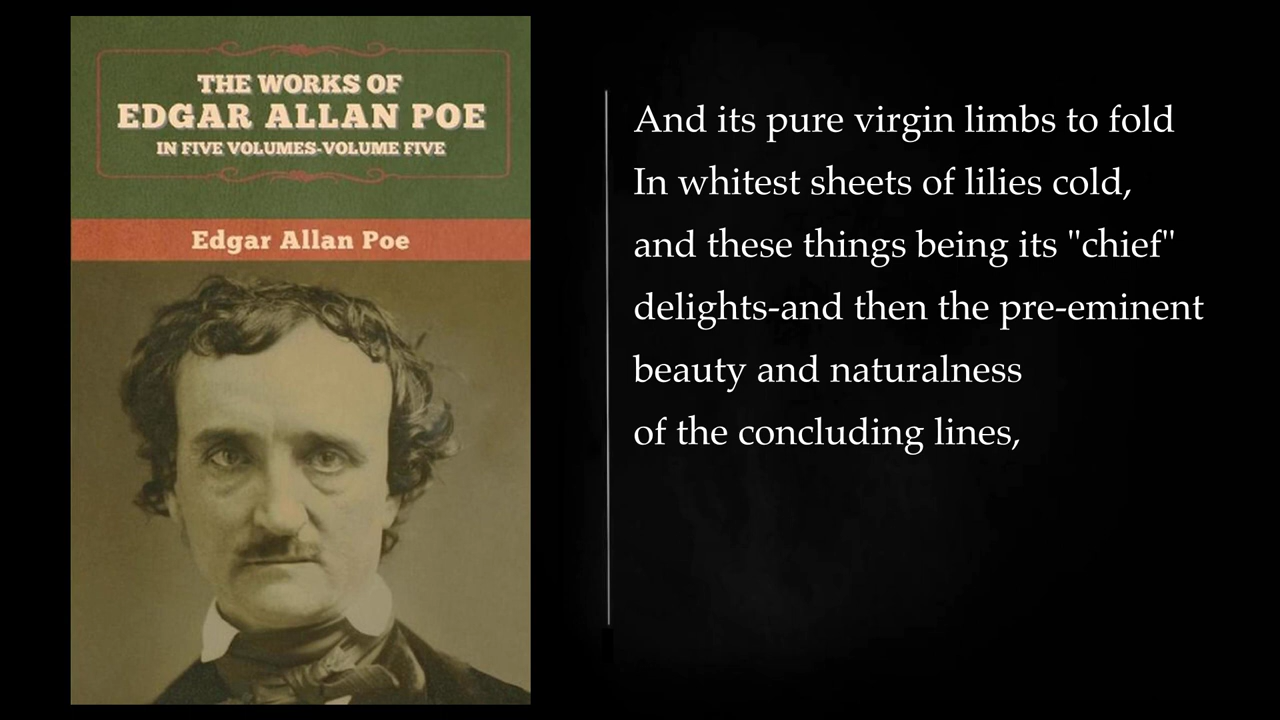 THE WORKS OF
EDGAR ALLAN POE
IN FIVE VOLUMES-VOLUME FIVE
Edgar Allan Poe
And its pure virgin limbs to fold
In whitest sheets of lilies cold,
and these things being its "chief"
delights-and then the pre-eminent
beauty and naturalness
of the concluding lines,